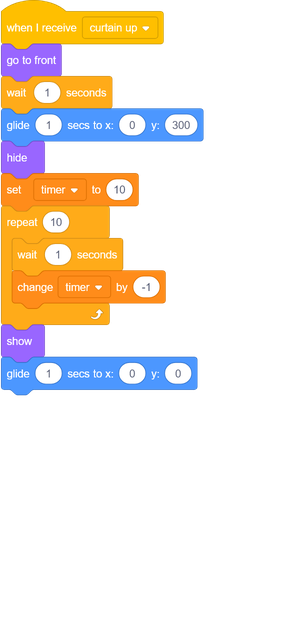 when I receive curtain up
go to front
wait 1 seconds
glide 1 secs to x: 0 y: 300
hide
set timer to 10
repeat 10
wait 1 seconds
change timer by -1
show
glide 1 secs to x: 0 y: 0